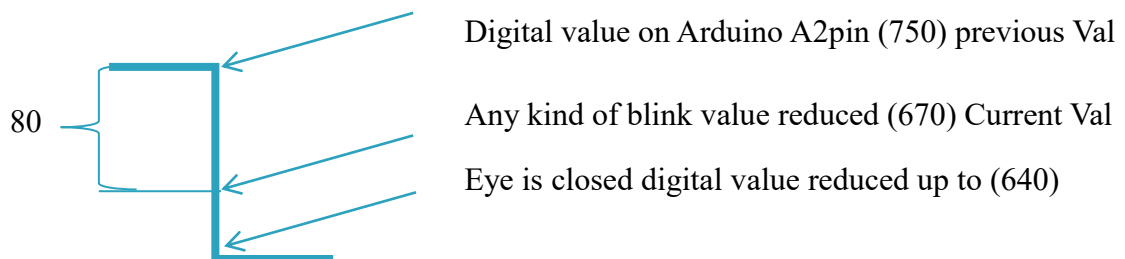 Digital value on Arduino A2pin (750) previous Val
80
Any kind of blink value reduced (670) Current Val
Eye is closed digital value reduced up to (640)